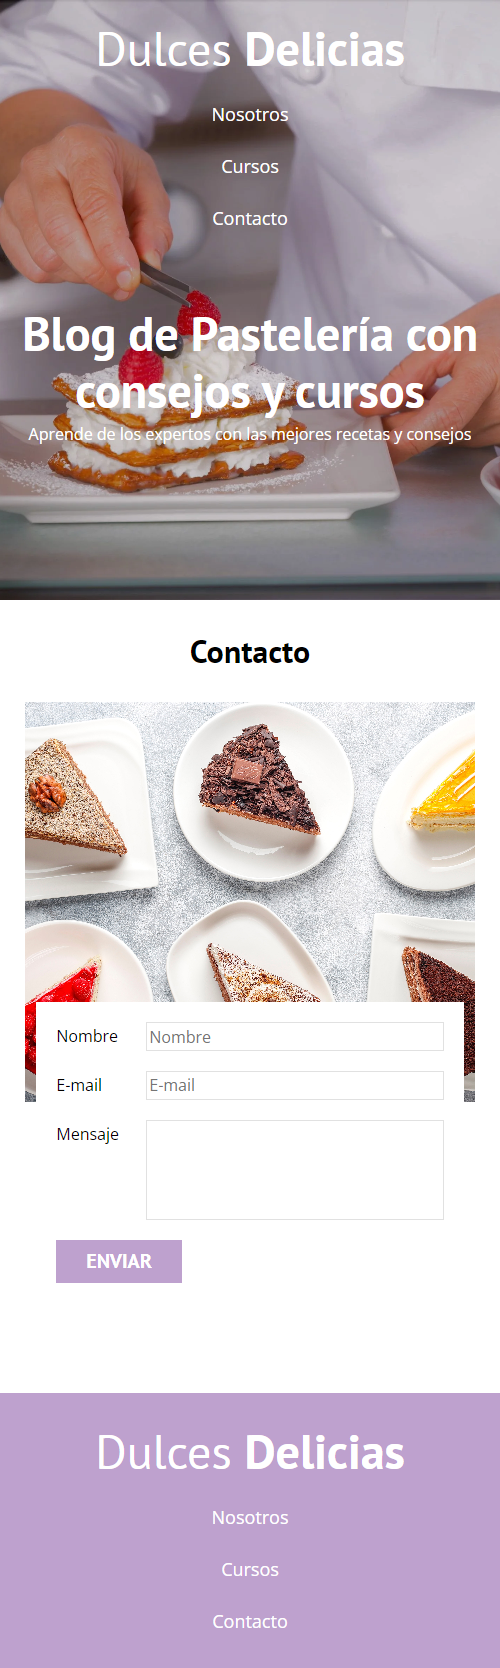 Dulces Delicias
Nosotros
Cursos
Contacto
Blog de Pastelería con
consejos y cursos
Aprende de los expertos con las mejores recetas y consejos
Contacto
Nombre Nombre
E-mail E-mail
Mensaje
ENVIAR
Dulces Delicias
Nosotros
Cursos
Contacto